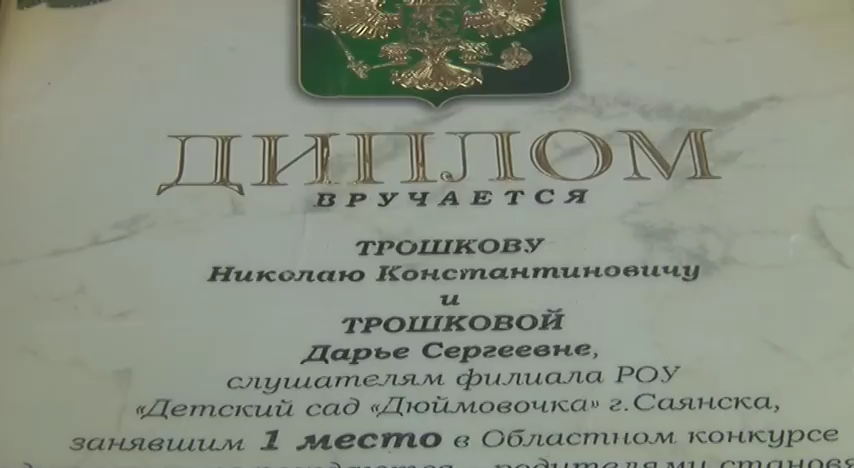 ДИПЛОМ
ВРУЧАЕТСЯ
ТРОШКОВУ
Николаю Константиновичу
и
ТРОШКОВОЙ
Дарье Сергеевне,
слушателям филиала РОУ
«Детский сад «Дюймовочка» г.Саянска,
занявшим 1 место в Областном конкурсе
родителями